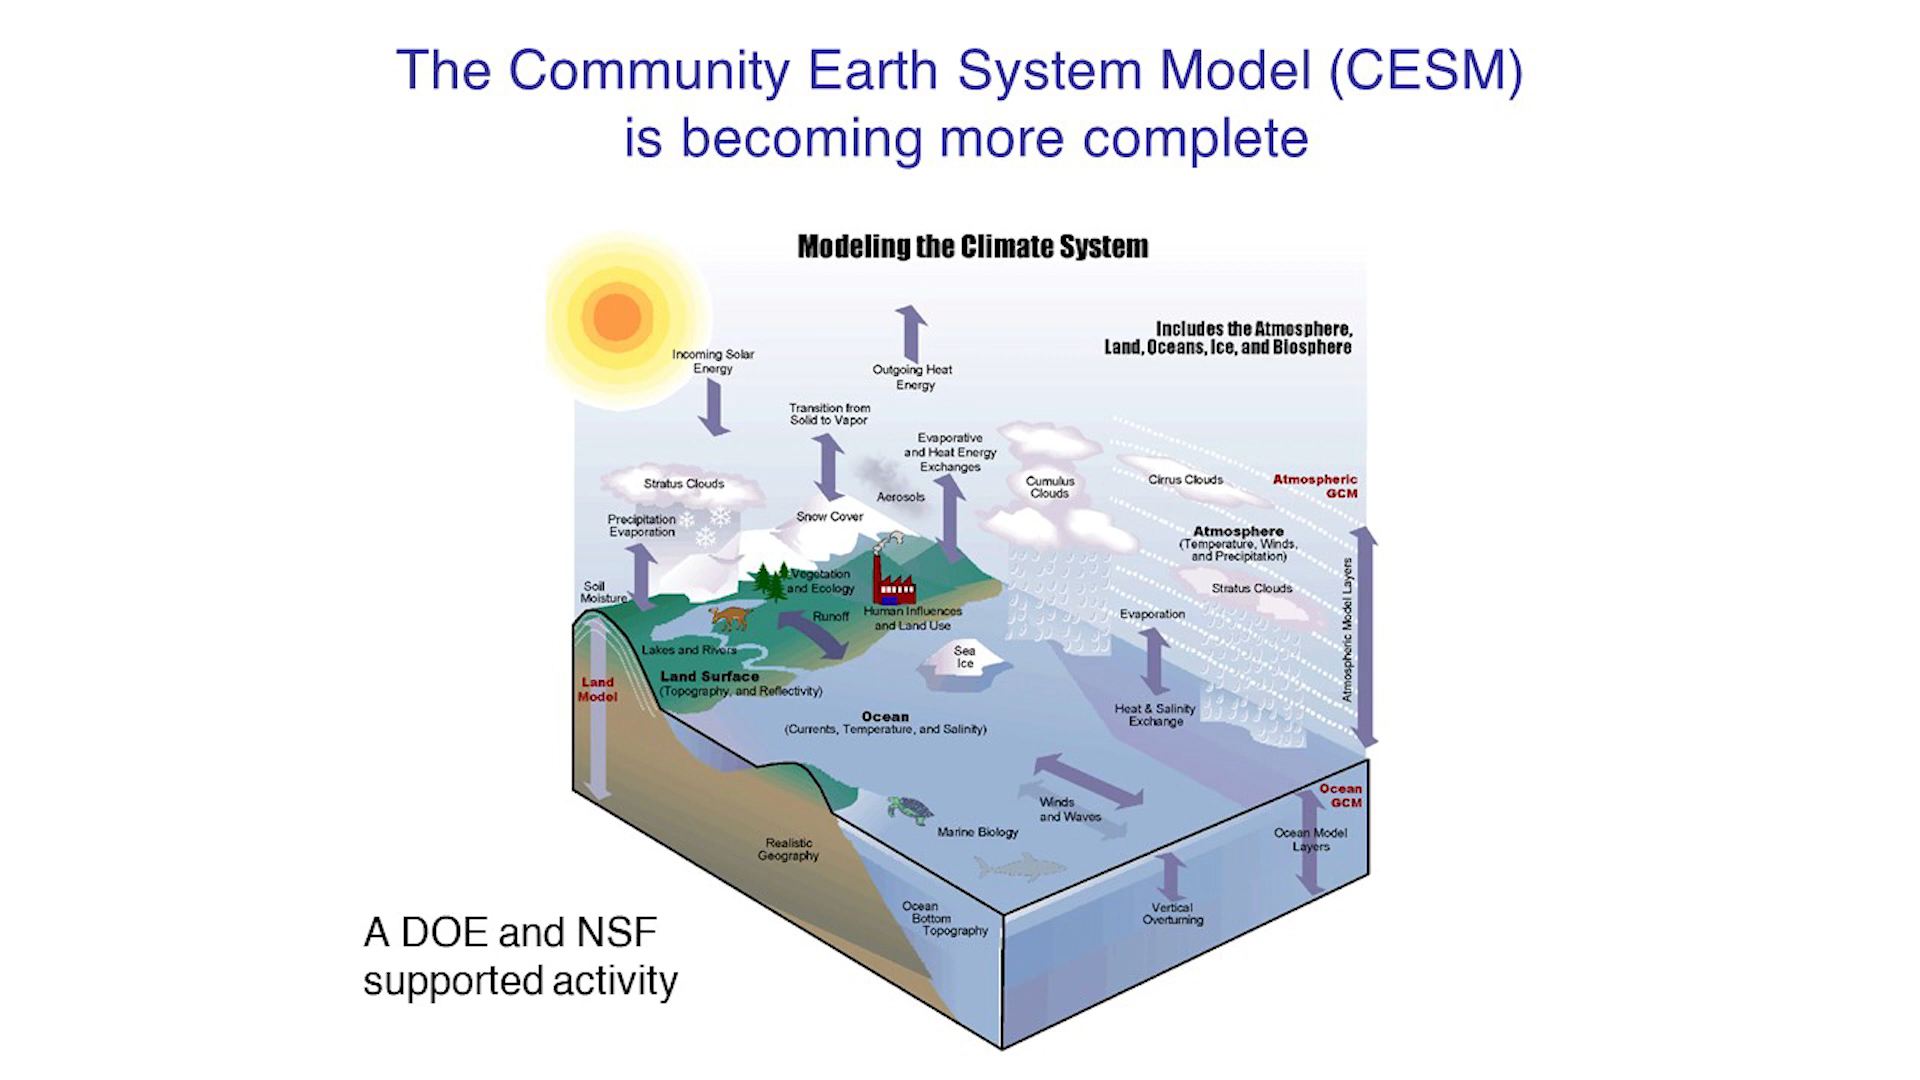 The Community Earth System Model (CESM)
is becoming more complete
Modeling the Climate System
Includes the Atmosphere,
Land, Oceans, Ice, and Biosphere
Incoming Solar
Energy
Outgoing Heat
Energy
Transition from
Solid to Vapor
Evaporative
and Heat Energy
Exchanges
Stratus Clouds
Aerosols
Cumulus
Clouds
Cirrus Clouds
Atmospheric
GCM
Precipitation
Evaporation
Snow Cover
Atmosphere
(Temperature, Winds,
and Precipitation)
Stratus Clouds
Atmospheric Model Layers
Soil
Moisture
Vegetation
and Ecology
Runoff
Human Influences
and Land Use
Evaporation
Lakes and Rivers
Sea
Ice
Land
Model
Land Surface
(Topography, and Reflectivity)
Ocean
(Currents, Temperature, and Salinity)
Heat & Salinity
Exchange
Winds
and Waves
Ocean
GCM
Ocean Model
Layers
Marine Biology
Realistic
Geography
Ocean
Bottom
Topography
Vertical
Overturning
A DOE and NSF
supported activity